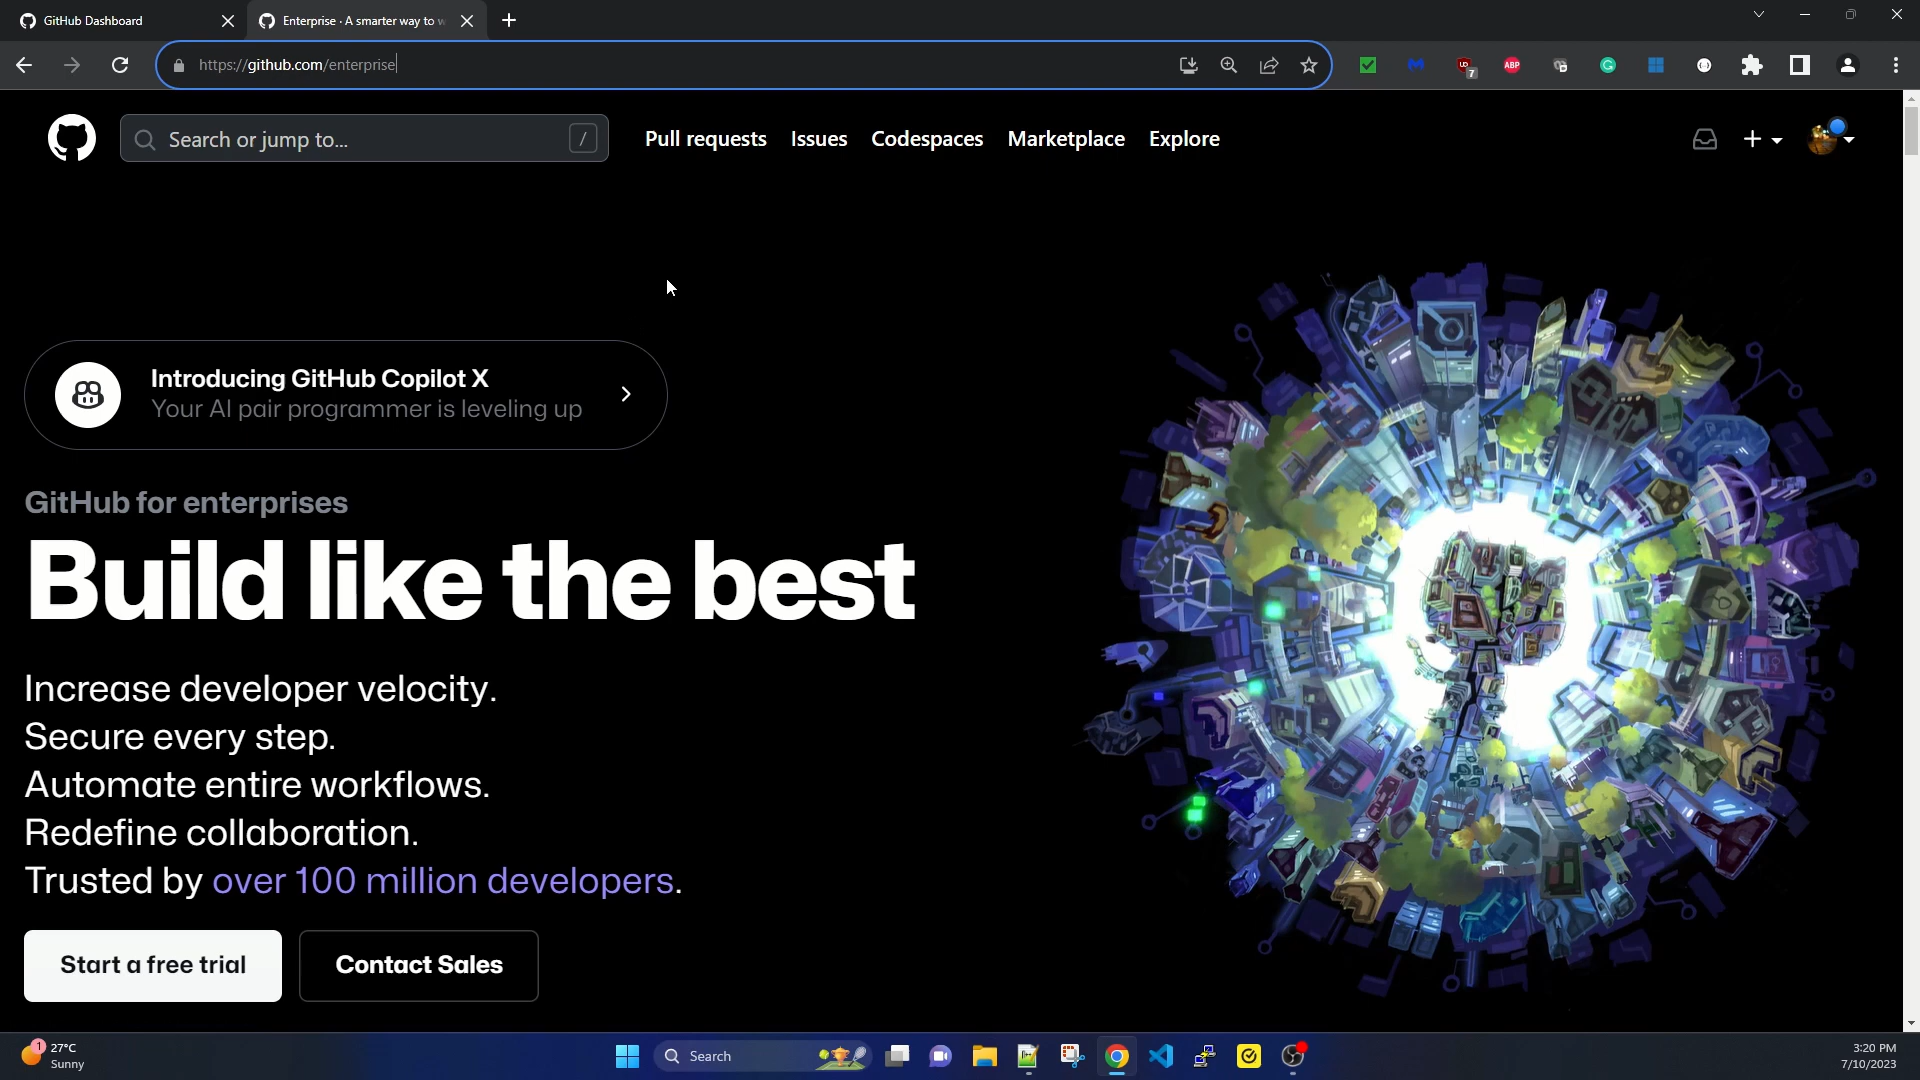 GitHub Dashboard
Enterprise · A smarter way to w
https://github.com/enterprise
7
ABP
Search or jump to...
/
Pull requests
Issues
Codespaces
Marketplace
Explore
Introducing GitHub Copilot X
Your AI pair programmer is leveling up
GitHub for enterprises
Build like the best
Increase developer velocity.
Secure every step.
Automate entire workflows.
Redefine collaboration.
Trusted by over 100 million developers.
Start a free trial
Contact Sales
1
27°C
Sunny
Search
3:20 PM
7/10/2023